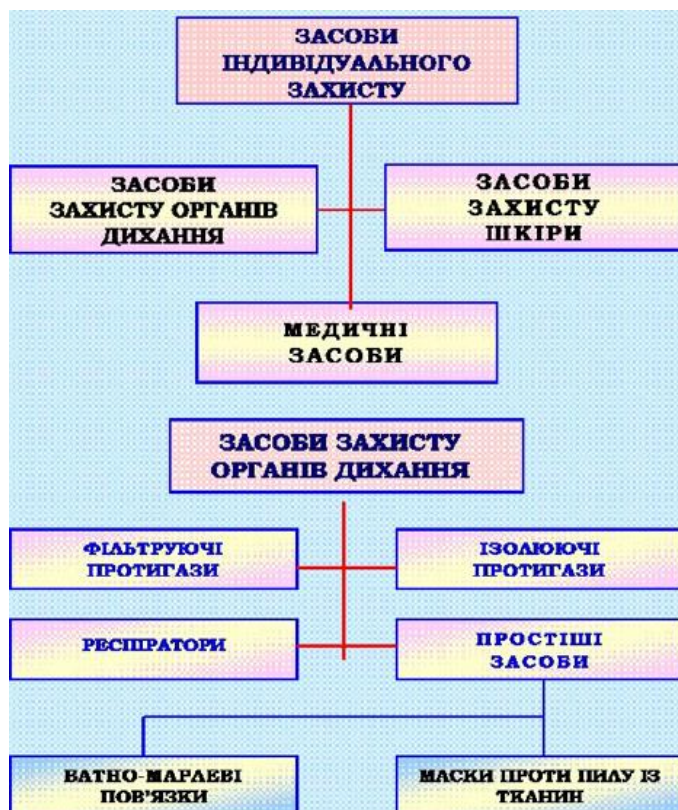 ЗАСОБИ
ІНДИВІДУАЛЬНОГО
ЗАХИСТУ
ЗАСОБИ
ЗАХИСТУ ОРГАНІВ
ДИХАННЯ
ЗАСОБИ
ЗАХИСТУ
ШКІРИ
МЕДИЧНІ
ЗАСОБИ
ЗАСОБИ ЗАХИСТУ
ОРГАНІВ ДИХАННЯ
ФІЛЬТРУЮЧІ
ПРОТИГАЗИ
ІЗОЛЮЮЧІ
ПРОТИГАЗИ
РЕСПІРАТОРИ
ПРОСТІШІ
ЗАСОБИ
ВАТНО-МАРЛЕВІ
ПОВ'ЯЗКИ
МАСКИ ПРОТИ ПИЛУ ІЗ
ТКАНИН